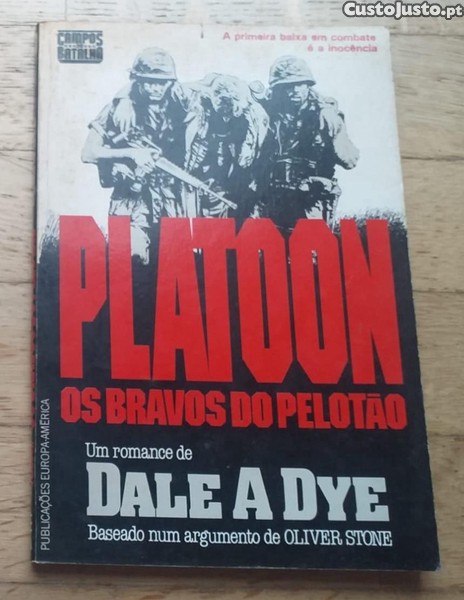 CustoJusto.pt
CAMPOS
DE
BATALHA
A primeira baixa em combate
é a inocência
PLATOON
OS BRAVOS DO PELOTÃO
Um romance de
DALE A DYE
Baseado num argumento de OLIVER STONE
PUBLICAÇÕES EUROPA-AMÉRICA